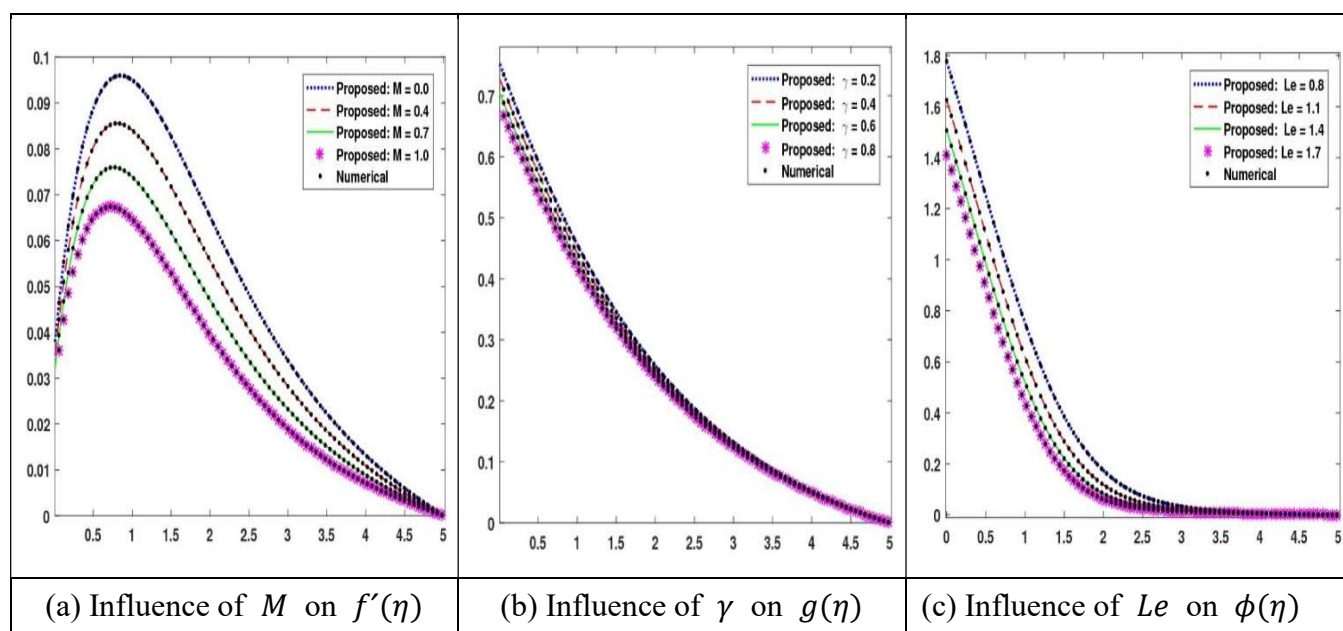 0.1
0.09
0.08
0.07
0.06
0.05
0.04
0.03
0.02
0.01
0
0.5 1 1.5 2 2.5 3 3.5 4 4.5 5
Proposed: M = 0.0
Proposed: M = 0.4
Proposed: M = 0.7
Proposed: M = 1.0
Numerical
0.7
0.6
0.5
0.4
0.3
0.2
0.1
0
0.5 1 1.5 2 2.5 3 3.5 4 4.5 5
Proposed: γ = 0.2
Proposed: γ = 0.4
Proposed: γ = 0.6
Proposed: γ = 0.8
Numerical
1.8
1.6
1.4
1.2
1
0.8
0.6
0.4
0.2
0
0 0.5 1 1.5 2 2.5 3 3.5 4 4.5 5
Proposed: Le = 0.8
Proposed: Le = 1.1
Proposed: Le = 1.4
Proposed: Le = 1.7
Numerical
(a) Influence of M on f′(η)
(b) Influence of γ on g(η)
(c) Influence of Le on ϕ(η)